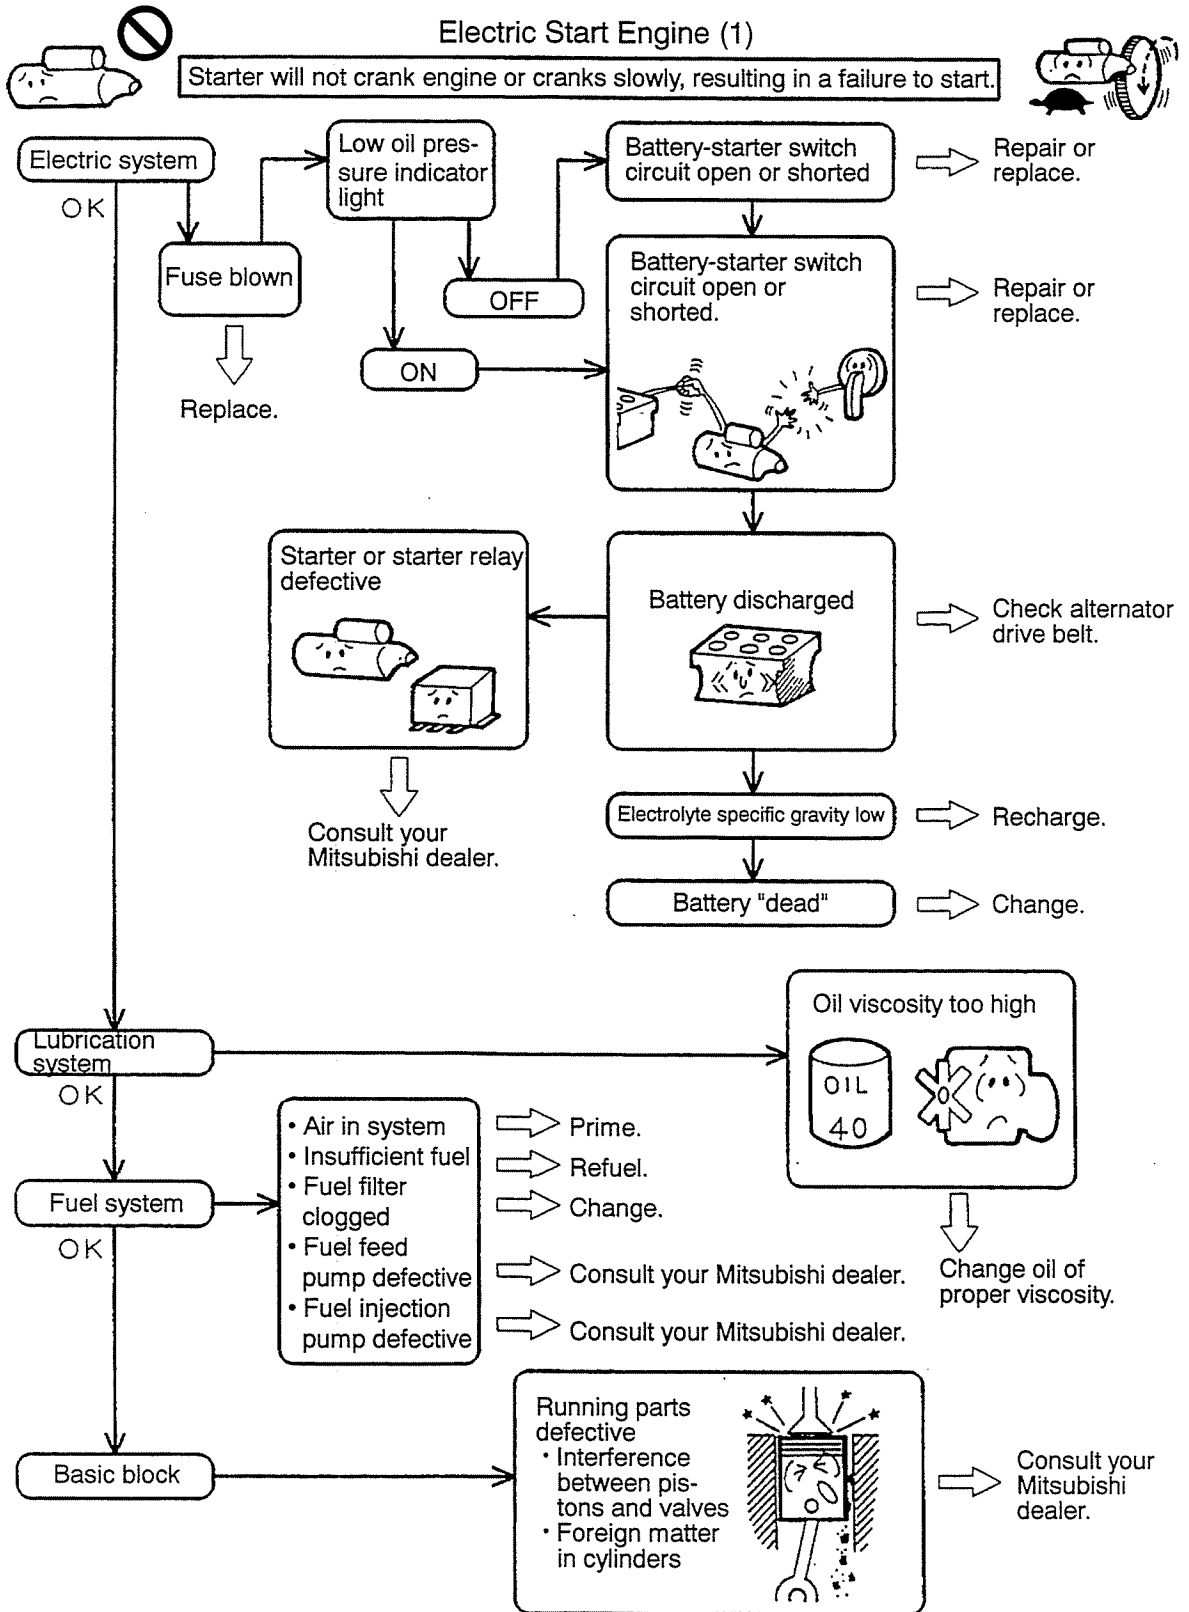 Electric Start Engine (1)
Starter will not crank engine or cranks slowly, resulting in a failure to start.
Electric system
OK
Fuse blown
Replace.
Low oil pres-
sure indicator
light
OFF
ON
Battery-starter switch
circuit open or shorted
Repair or
replace.
Battery-starter switch
circuit open or
shorted.
Repair or
replace.
Battery discharged
Check alternator
drive belt.
Starter or starter relay
defective
Consult your
Mitsubishi dealer.
Electrolyte specific gravity low
Recharge.
Battery "dead"
Change.
Lubrication
system
OK
Oil viscosity too high
OIL
40
Change oil of
proper viscosity.
Fuel system
OK
• Air in system
Prime.
• Insufficient fuel
Refuel.
• Fuel filter
clogged
Change.
• Fuel feed
pump defective
Consult your Mitsubishi dealer.
• Fuel injection
pump defective
Consult your Mitsubishi dealer.
Basic block
Running parts
defective
• Interference
between pis-
tons and valves
• Foreign matter
in cylinders
Consult your
Mitsubishi
dealer.